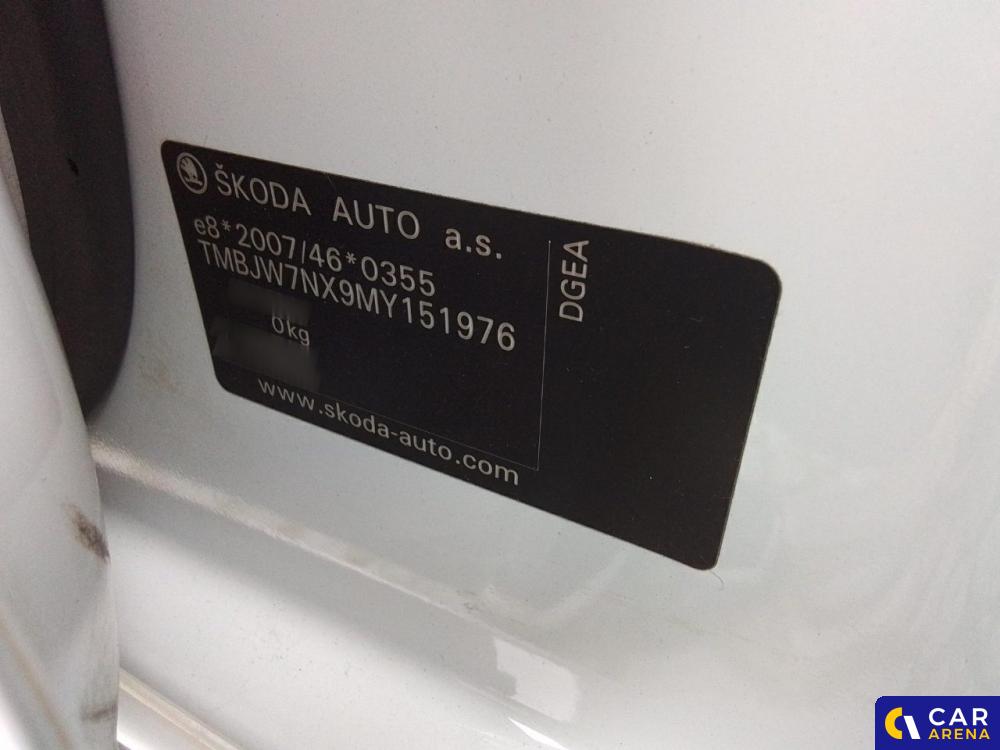 ŠKODA AUTO a.s.
e8*2007/46*0355
TMBJW7NX9MY151976
0kg
www.skoda-auto.com
DGEA
CAR
ARENA